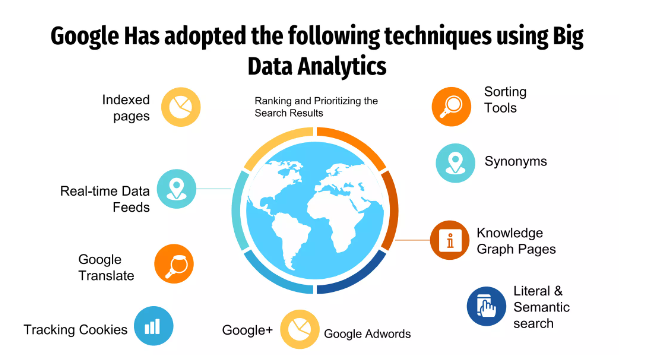 Google Has adopted the following techniques using Big
Data Analytics
Indexed
pages
Ranking and Prioritizing the
Search Results
Sorting
Tools
Real-time Data
Feeds
Synonyms
Google
Translate
Knowledge
Graph Pages
Tracking Cookies
Google+
Google Adwords
Literal &
Semantic
search